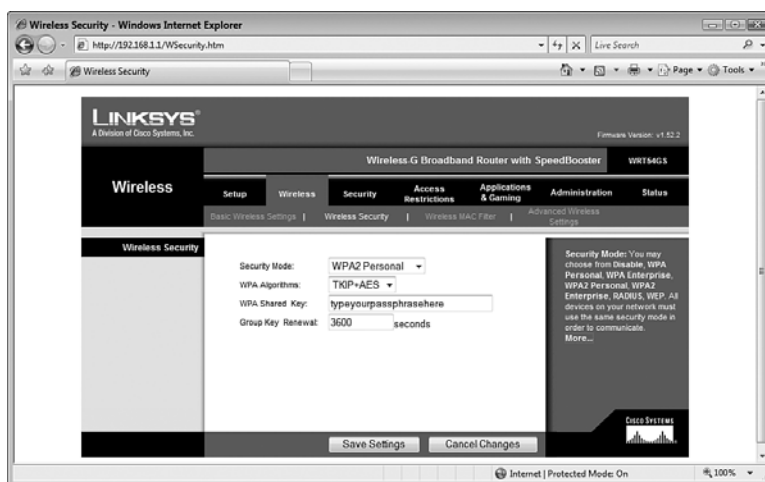 Wireless Security - Windows Internet Explorer
http://192.168.1.1/WSecurity.htm
Live Search
Wireless Security
Page
Tools
LINKSYS®
A Division of Cisco Systems, Inc.
Firmware Version: v1.52.2
Wireless-G Broadband Router with SpeedBooster WRT54GS
Wireless
Setup Wireless Security Access Restrictions Applications & Gaming Administration Status
Basic Wireless Settings | Wireless Security | Wireless MAC Filter | Advanced Wireless Settings
Wireless Security
Security Mode: WPA2 Personal
WPA Algorithms: TKIP+AES
WPA Shared Key: typeyourpassphrasehere
Group Key Renewal: 3600 seconds
Security Mode: You may
choose from Disable, WPA
Personal, WPA Enterprise,
WPA2 Personal, WPA2
Enterprise, RADIUS, WEP. All
devices on your network must
use the same security mode in
order to communicate.
More...
CISCO SYSTEMS
Save Settings Cancel Changes
Internet | Protected Mode: On 100%